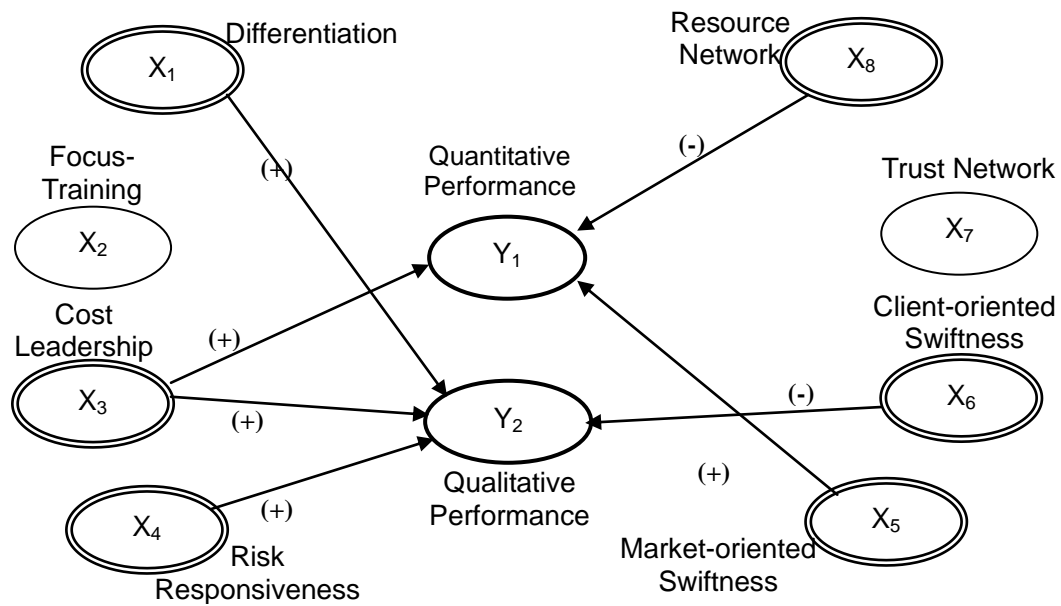 Differentiation
X₁
(+)
Focus-
Training
X₂
Cost
Leadership
X₃
(+)
(+)
X₄
(+)
Risk
Responsiveness
Quantitative
Performance
Y₁
Y₂
Qualitative
Performance
Resource
Network
X₈
(-)
Trust Network
X₇
Client-oriented
Swiftness
X₆
(-)
(+)
X₅
Market-oriented
Swiftness